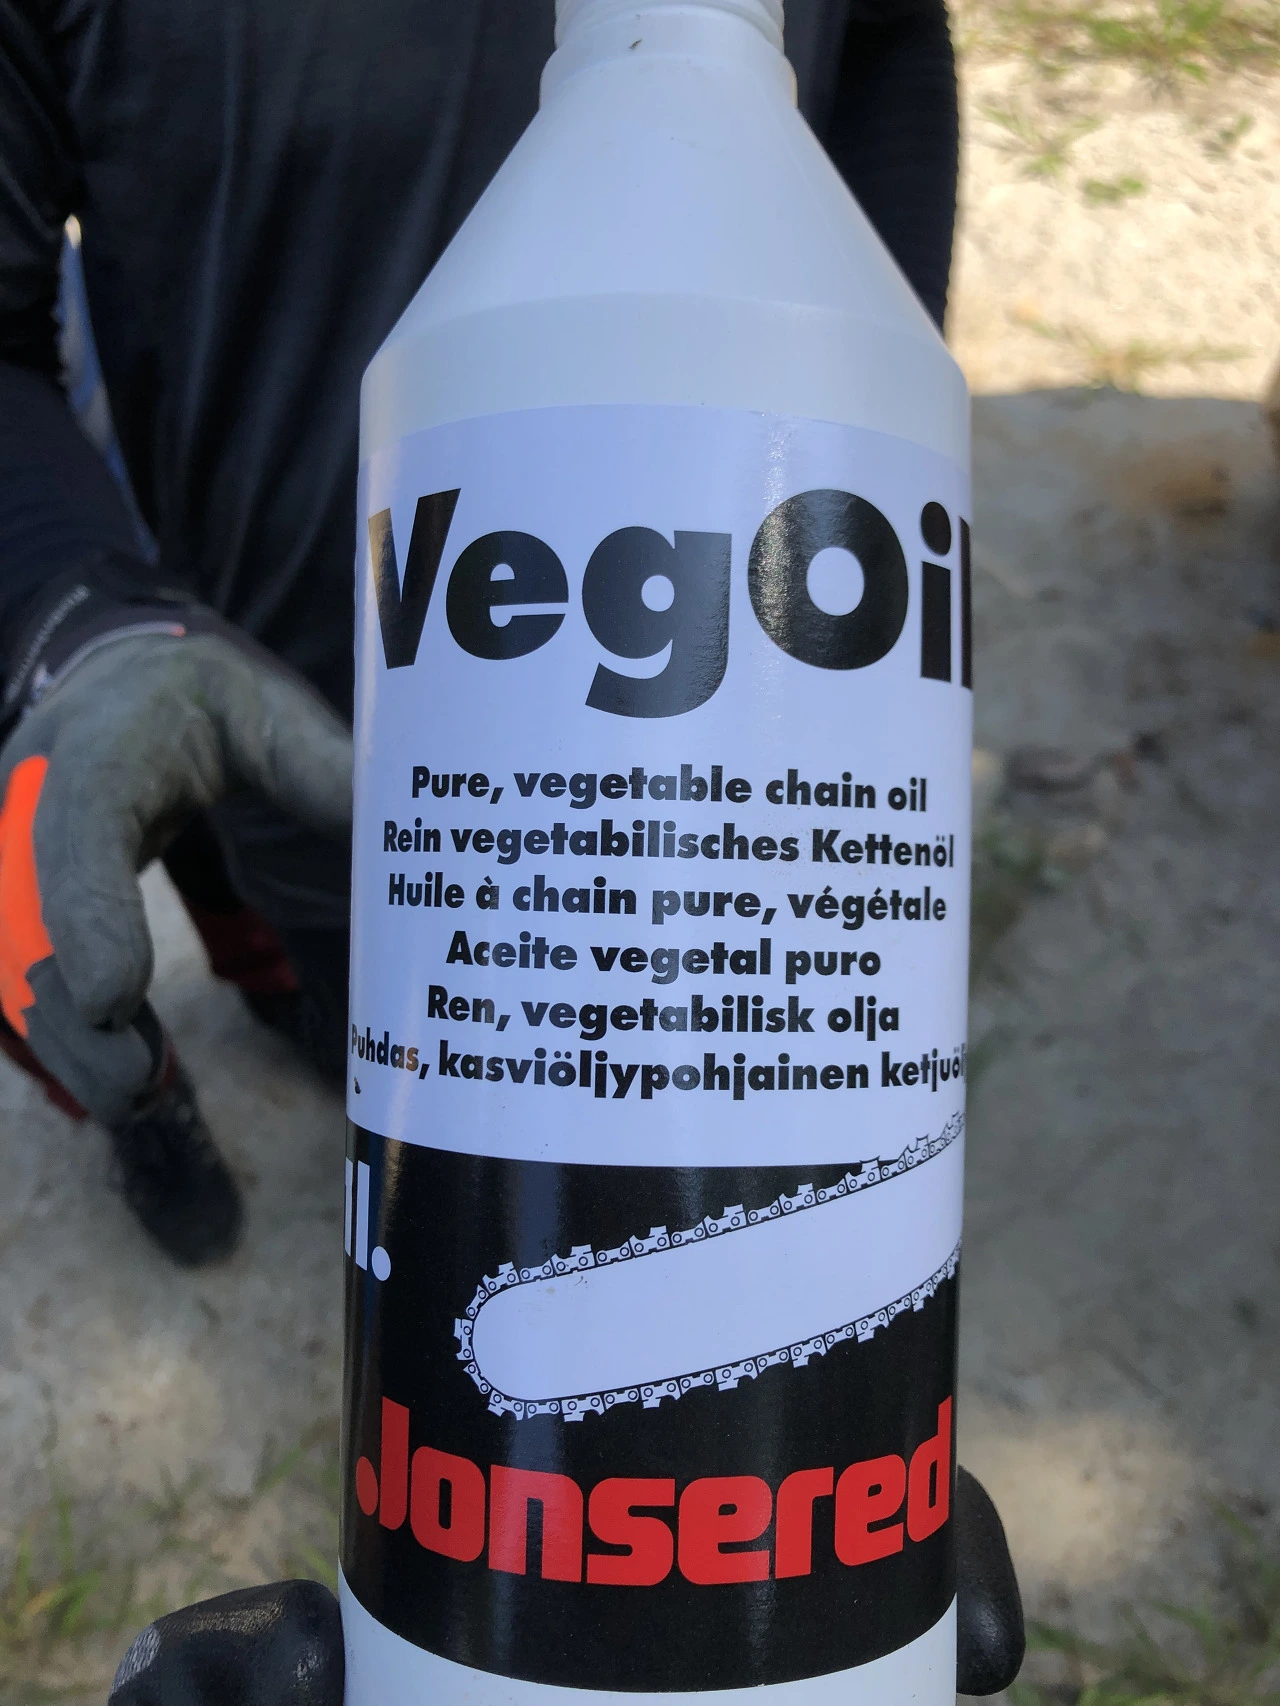 VegOil
Pure, vegetable chain oil
Rein vegetabilisches Kettenöl
Huile à chain pure, végétale
Aceite vegetal puro
Ren, vegetabilisk olja
Puhdas, kasviöljypohjainen
Jonsered